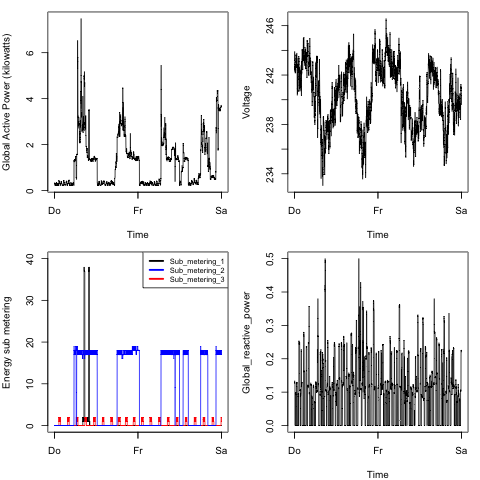 Global Active Power (kilowatts)
0 2 4 6
Do Fr Sa
Time
Voltage
234 238 242 246
Do Fr Sa
Time
Energy sub metering
0 10 20 30 40
Sub_metering_1
Sub_metering_2
Sub_metering_3
Do Fr Sa
Global_reactive_power
0.0 0.1 0.2 0.3 0.4 0.5
Do Fr Sa
Time